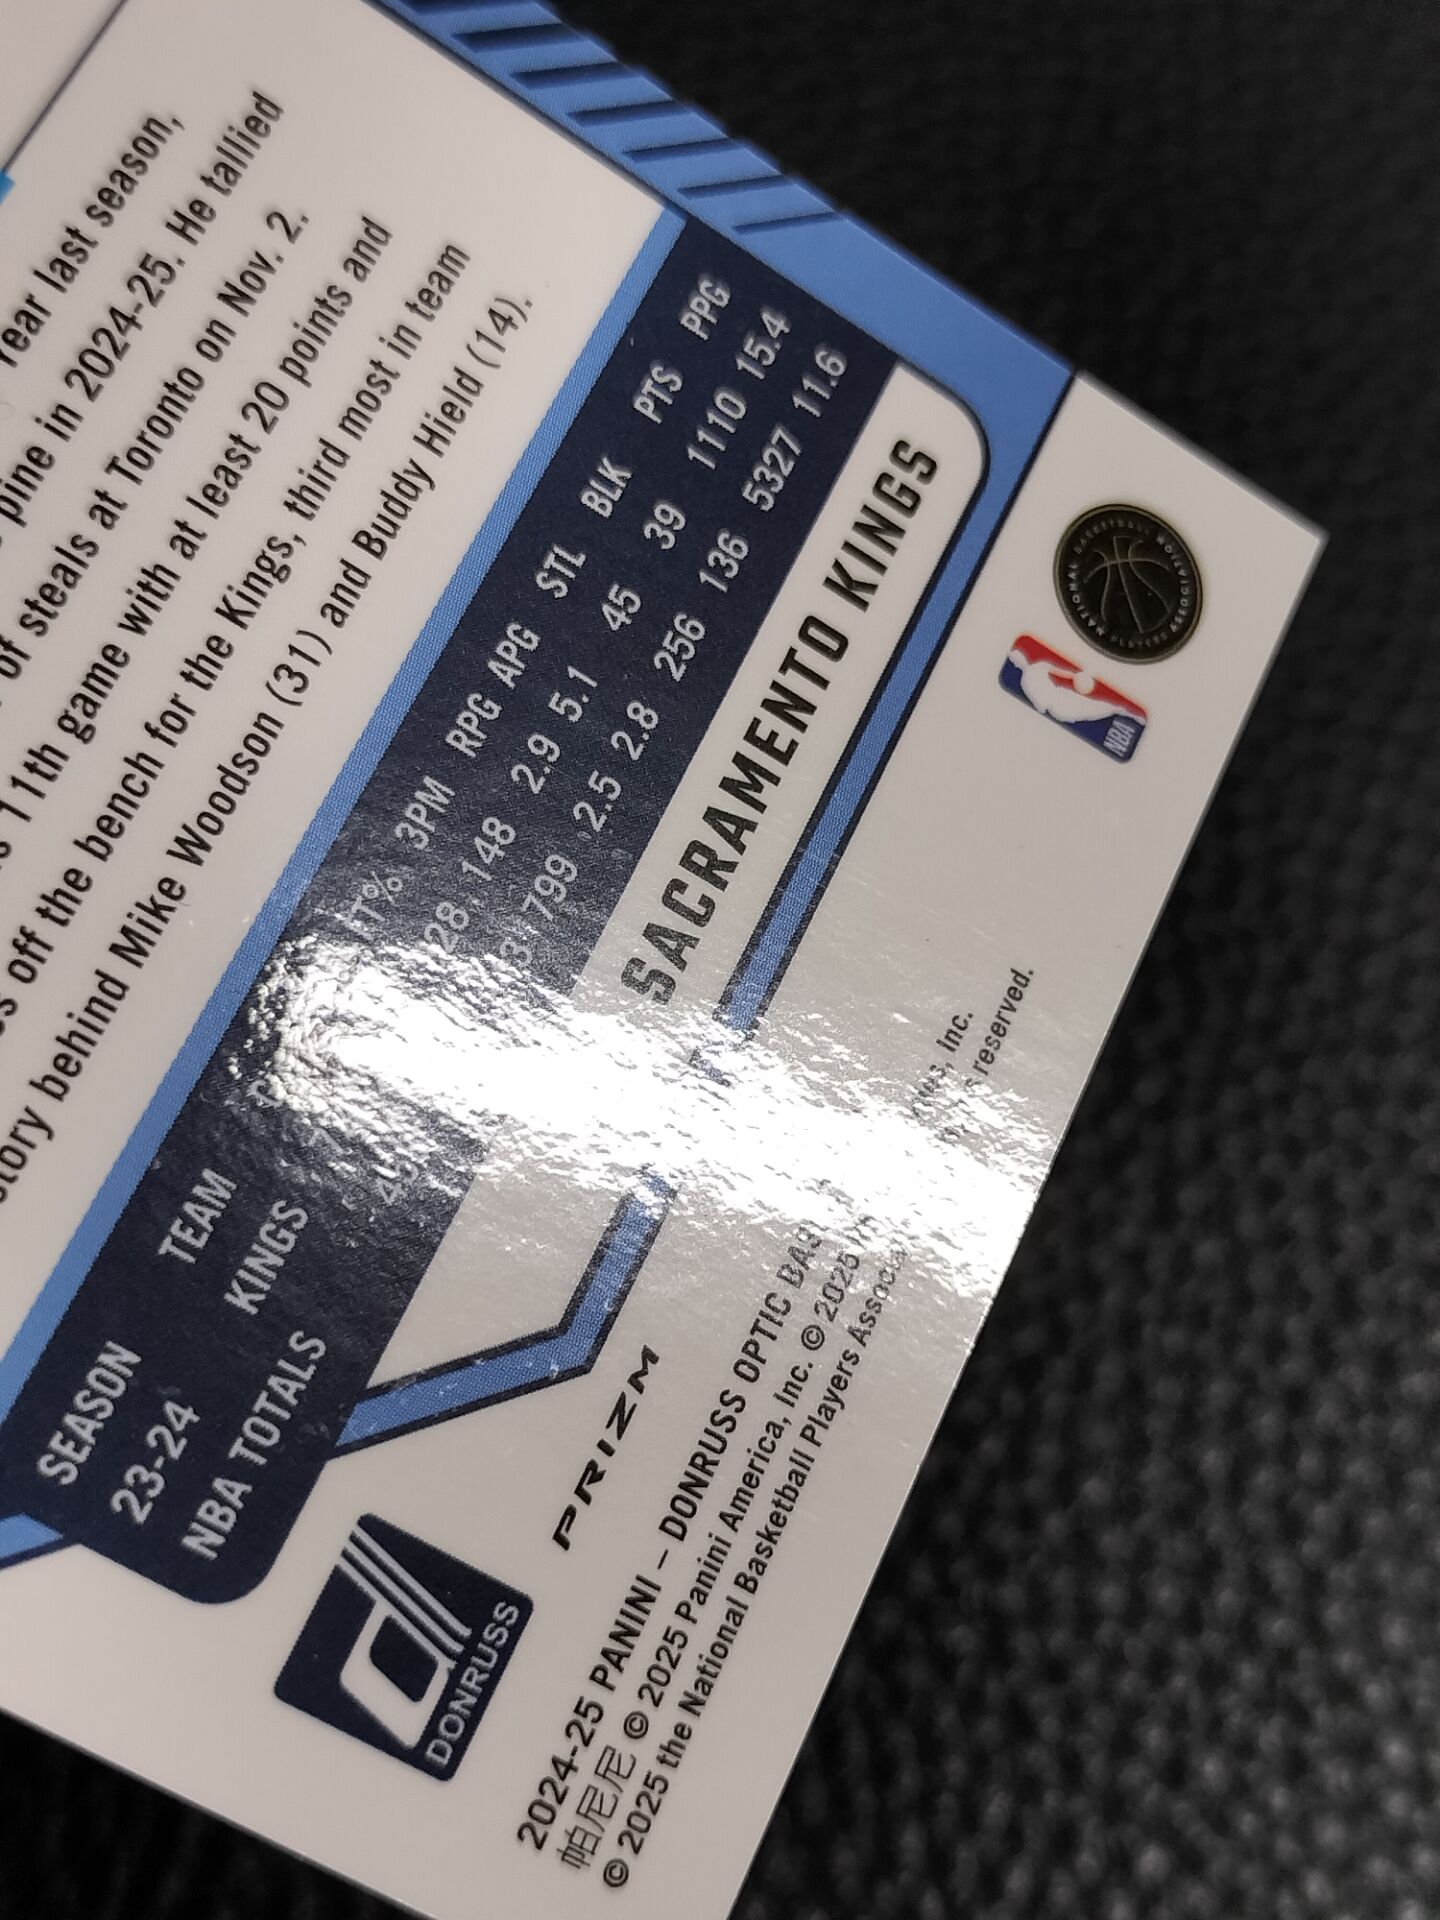 Year last season,
pine in 2024-25. He tallied
of steals at Toronto on Nov. 2.
11th game with at least 20 points and
off the bench for the Kings, third most in team
behind Mike Woodson (31) and Buddy Hield (14).
SEASON TEAM 3PM RPG APG STL BLK PTS PPG
23-24 KINGS 148 2.9 5.1 45 39 1110 15.4
NBA TOTALS 799 2.5 2.8 256 136 5327 11.6
SACRAMENTO KINGS
DONRUSS
PRIZM
NBA
NATIONAL BASKETBALL PLAYERS ASSOCIATION
2024-25 PANINI – DONRUSS OPTIC
帕尼尼 © 2025 Panini America, Inc. © 2025 Inc.
© 2025 the National Basketball Players reserved.